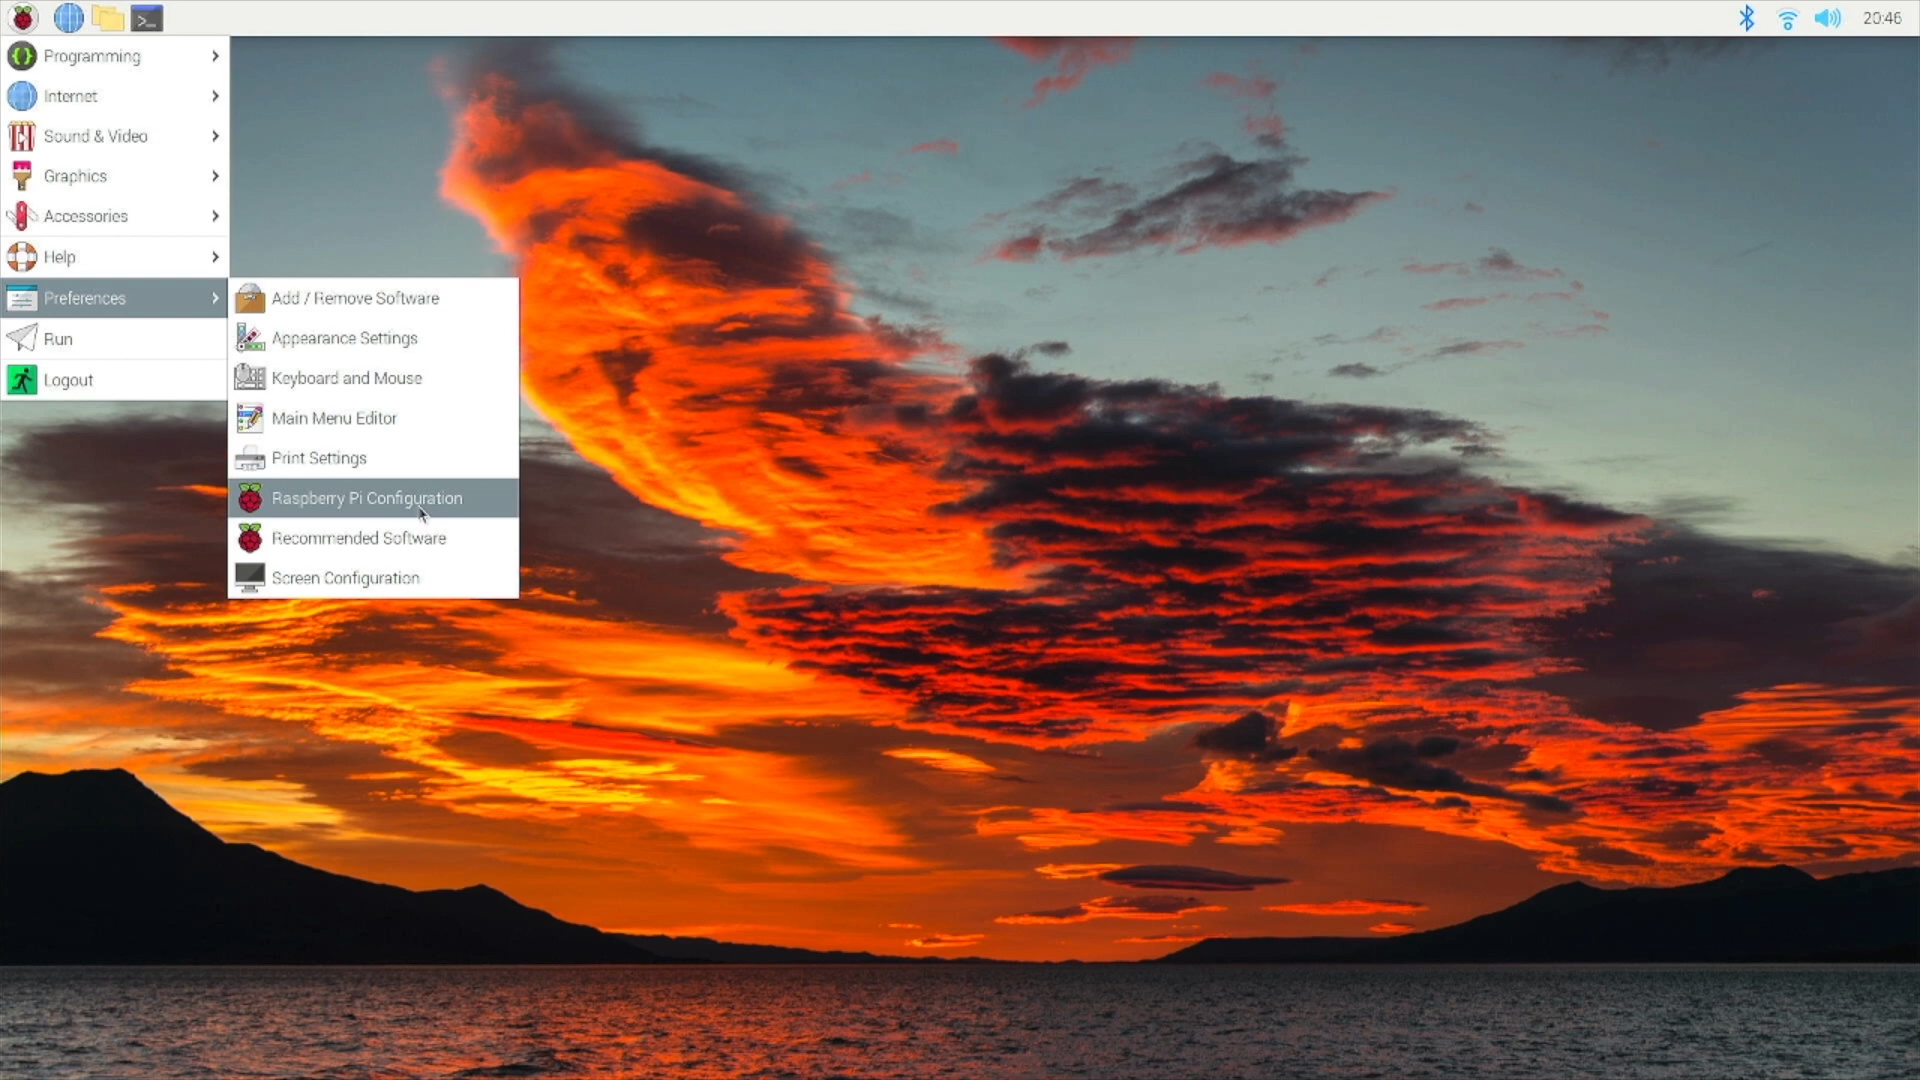 20:46
Programming
Internet
Sound & Video
Graphics
Accessories
Help
Preferences
Run
Logout
Add / Remove Software
Appearance Settings
Keyboard and Mouse
Main Menu Editor
Print Settings
Raspberry Pi Configuration
Recommended Software
Screen Configuration